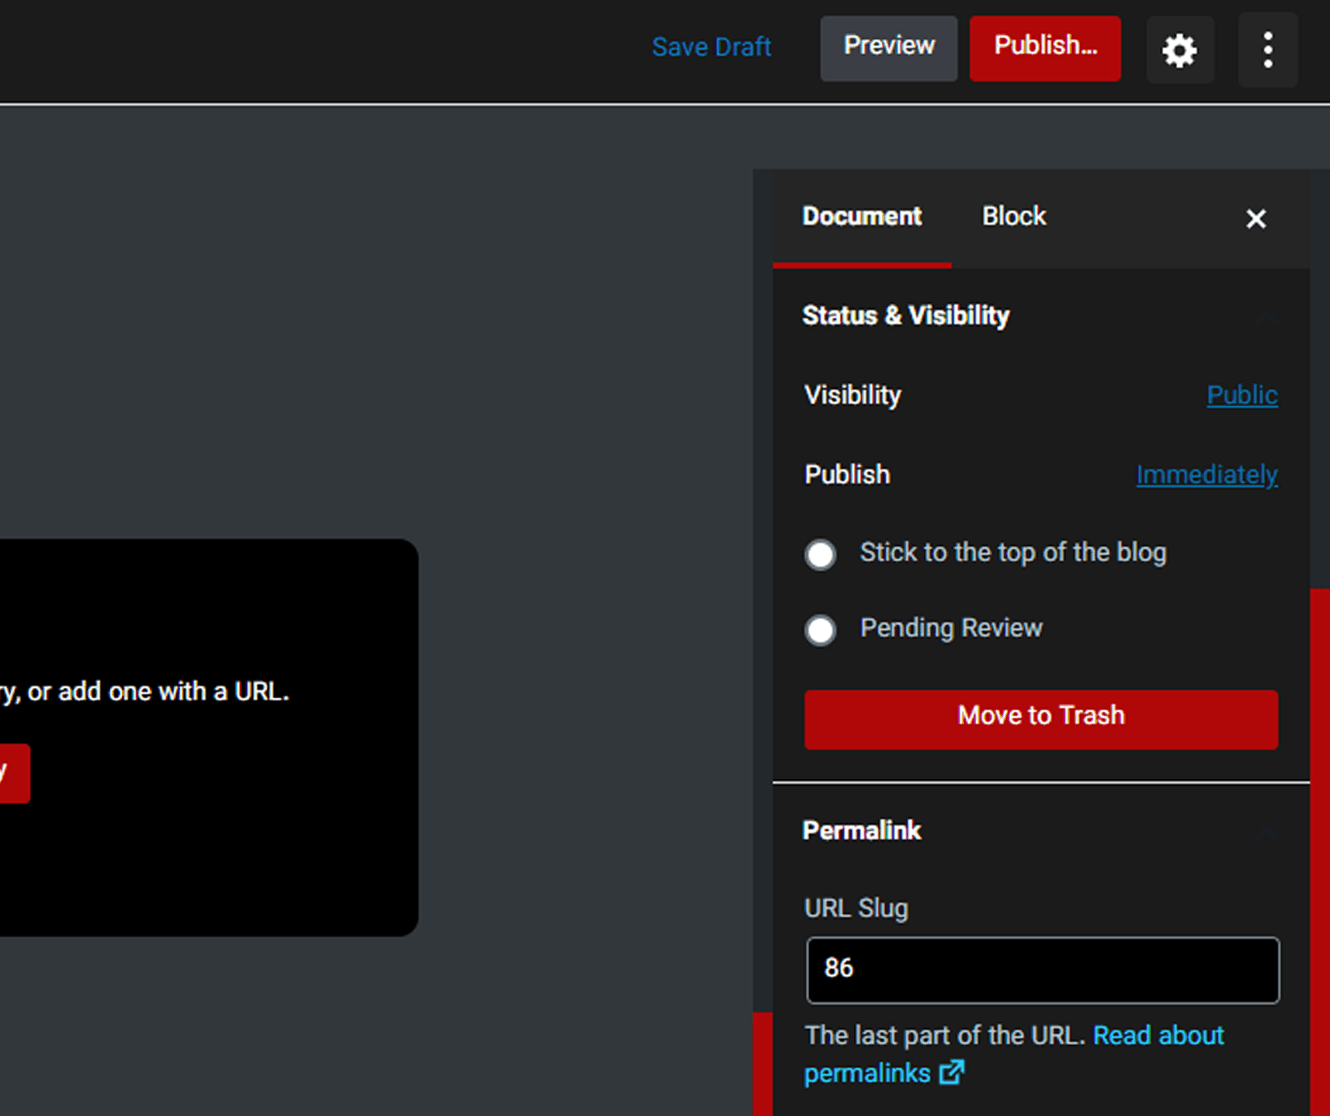 Save Draft
Preview
Publish...
Document
Block
Status & Visibility
Visibility
Public
Publish
Immediately
Stick to the top of the blog
Pending Review
ry, or add one with a URL.
Move to Trash
y
Permalink
URL Slug
86
The last part of the URL. Read about
permalinks